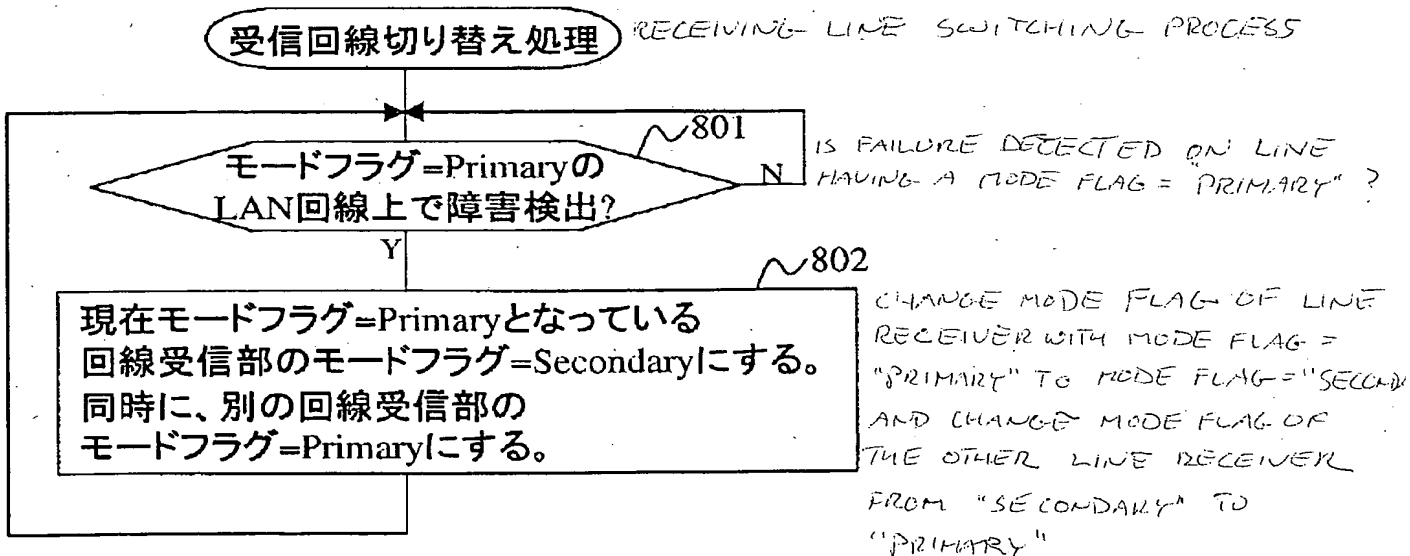 受信回線切り替え処理
RECEIVING LINE SWITCHING PROCESS
801
モードフラグ=Primaryの
LAN回線上で障害検出?
N
Y
IS FAILURE DETECTED ON LINE
HAVING A MODE FLAG = "PRIMARY" ?
802
現在モードフラグ=Primaryとなっている
回線受信部のモードフラグ=Secondaryにする。
同時に、別の回線受信部の
モードフラグ=Primaryにする。
CHANGE MODE FLAG OF LINE
RECEIVER WITH MODE FLAG =
"PRIMARY" TO MODE FLAG="SECONDA
AND CHANGE MODE FLAG OF
THE OTHER LINE RECEIVER
FROM "SECONDARY" TO
"PRIMARY"